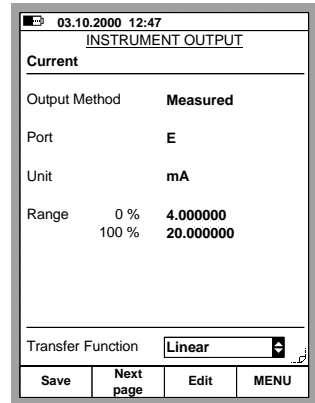 03.10.2000 12:47
INSTRUMENT OUTPUT
Current
Output Method Measured
Port E
Unit mA
Range 0 % 4.000000
100 % 20.000000
Transfer Function Linear
Save Next page Edit MENU